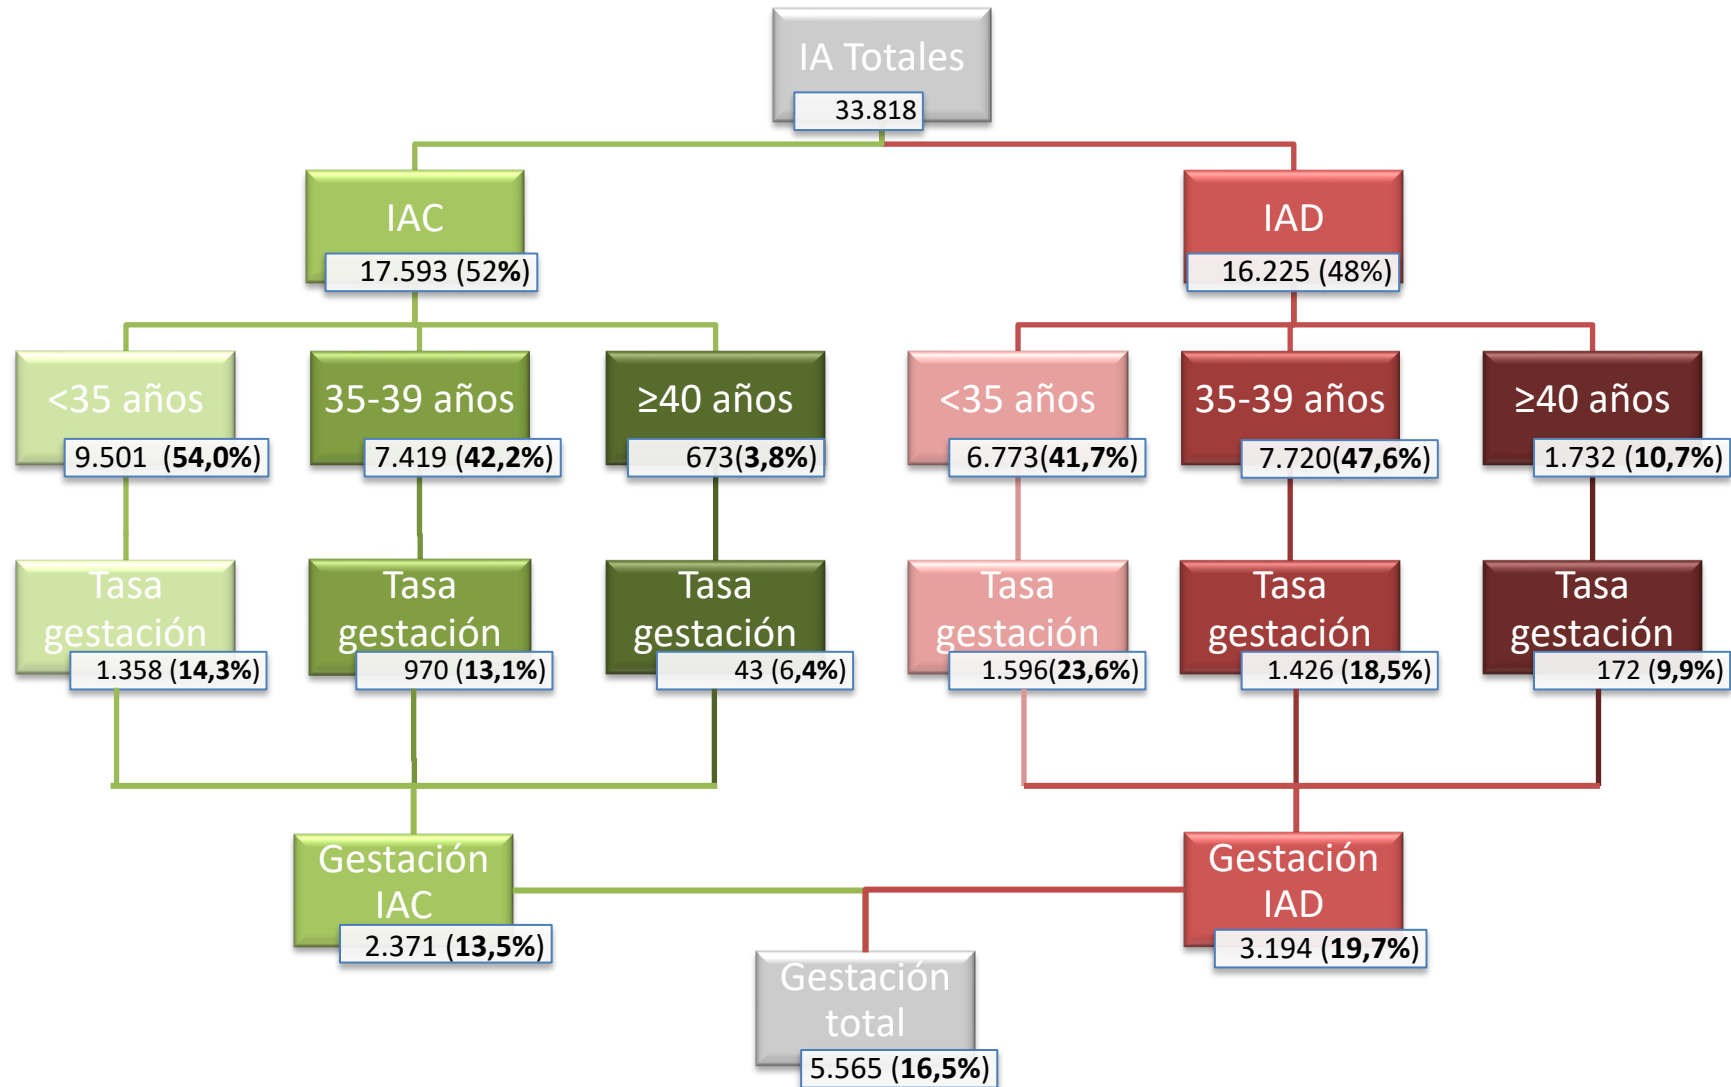 IA Totales
33.818
IAC
17.593 (52%)
IAD
16.225 (48%)
<35 años
9.501 (54,0%)
35-39 años
7.419 (42,2%)
≥40 años
673(3,8%)
<35 años
6.773(41,7%)
35-39 años
7.720(47,6%)
≥40 años
1.732 (10,7%)
Tasa
gestación
1.358 (14,3%)
Tasa
gestación
970 (13,1%)
Tasa
gestación
43 (6,4%)
Tasa
gestación
1.596(23,6%)
Tasa
gestación
1.426 (18,5%)
Tasa
gestación
172 (9,9%)
Gestación
IAC
2.371 (13,5%)
Gestación
IAD
3.194 (19,7%)
Gestación
total
5.565 (16,5%)